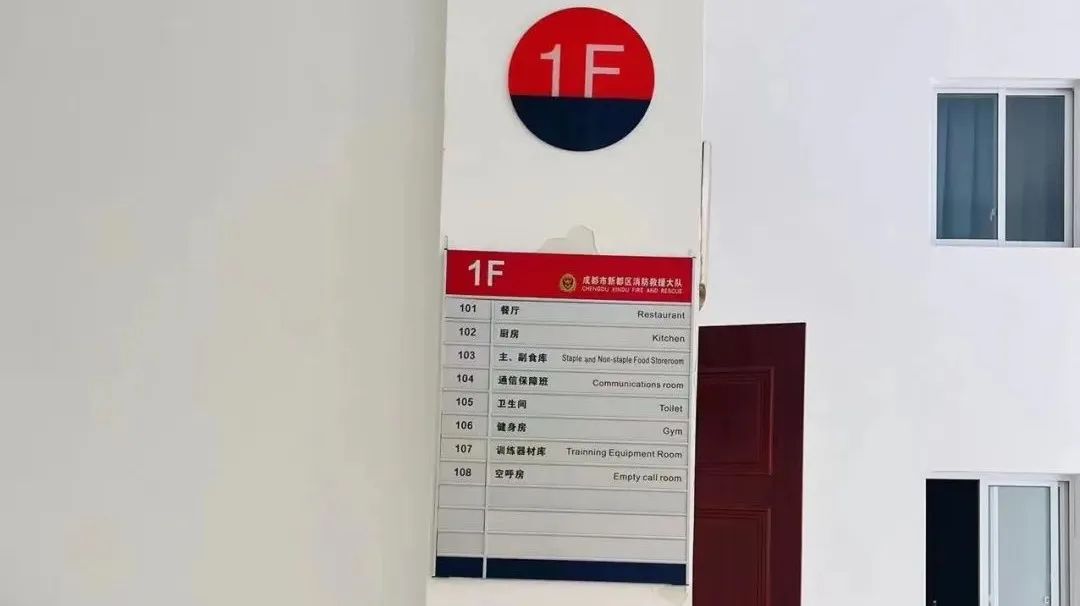 1F
1F
成都市新都区消防救援大队
CHENGDU XINDU FIRE AND RESCUE
101 餐厅 Restaurant
102 厨房 Kitchen
103 主、副食库 Staple and Non-staple Food Storeroom
104 通信保障班 Communications room
105 卫生间 Toilet
106 健身房 Gym
107 训练器材库 Trainning Equipment Room
108 空呼房 Empty call room